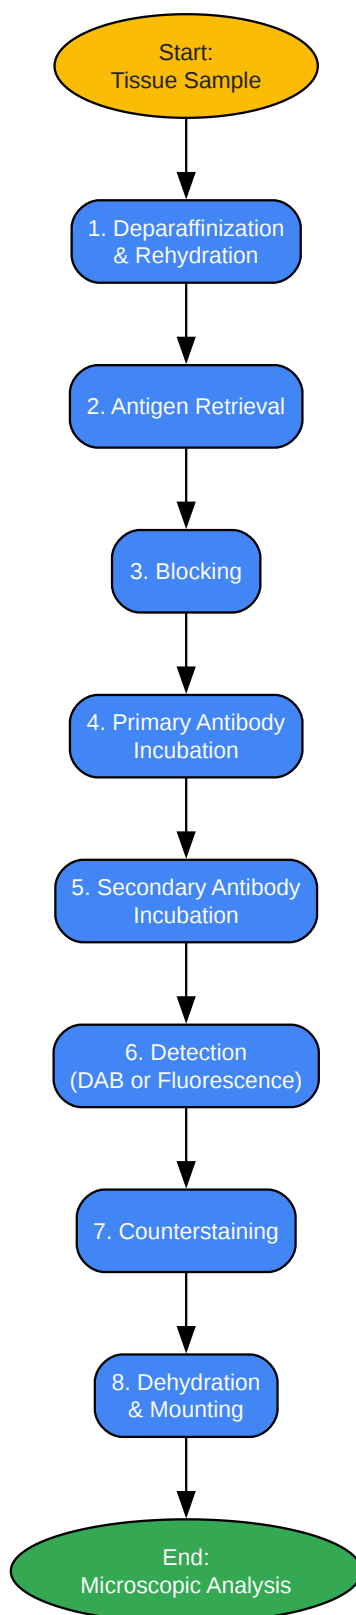 Start:
Tissue Sample
1. Deparaffinization
& Rehydration
2. Antigen Retrieval
3. Blocking
4. Primary Antibody
Incubation
5. Secondary Antibody
Incubation
6. Detection
(DAB or Fluorescence)
7. Counterstaining
8. Dehydration
& Mounting
End:
Microscopic Analysis